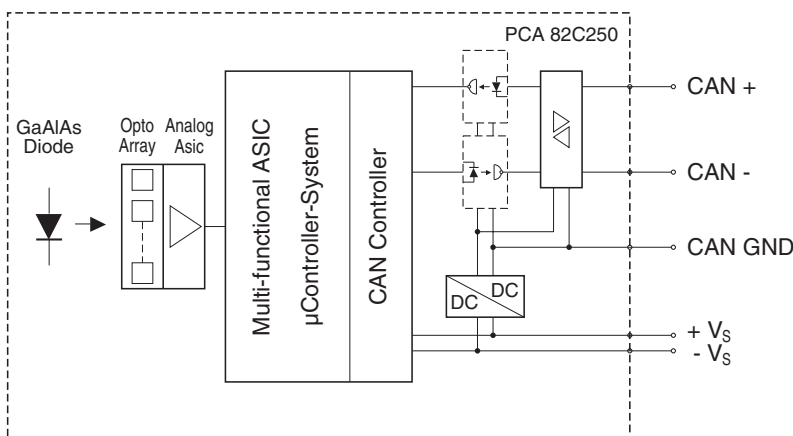 PCA 82C250
GaAlAs
Diode
Opto
Array
Analog
Asic
Multi-functional ASIC
µController-System
CAN Controller
CAN +
CAN -
CAN GND
DC
DC
+ VS
- VS